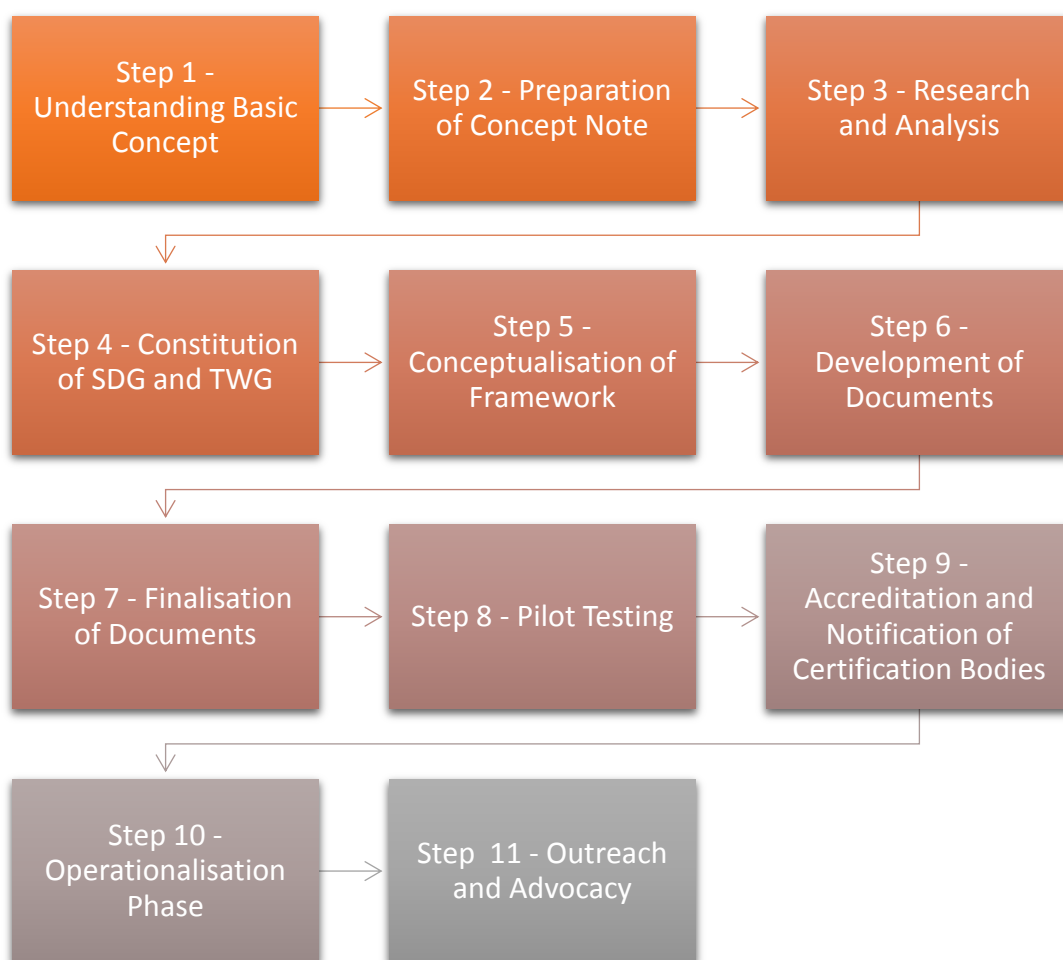 Step 1 -
Understanding Basic
Concept
Step 2 - Preparation
of Concept Note
Step 3 - Research
and Analysis
Step 4 - Constitution
of SDG and TWG
Step 5 -
Conceptualisation of
Framework
Step 6 -
Development of
Documents
Step 7 - Finalisation
of Documents
Step 8 - Pilot Testing
Step 9 -
Accreditation and
Notification of
Certification Bodies
Step 10 -
Operationalisation
Phase
Step  11 - Outreach
and Advocacy